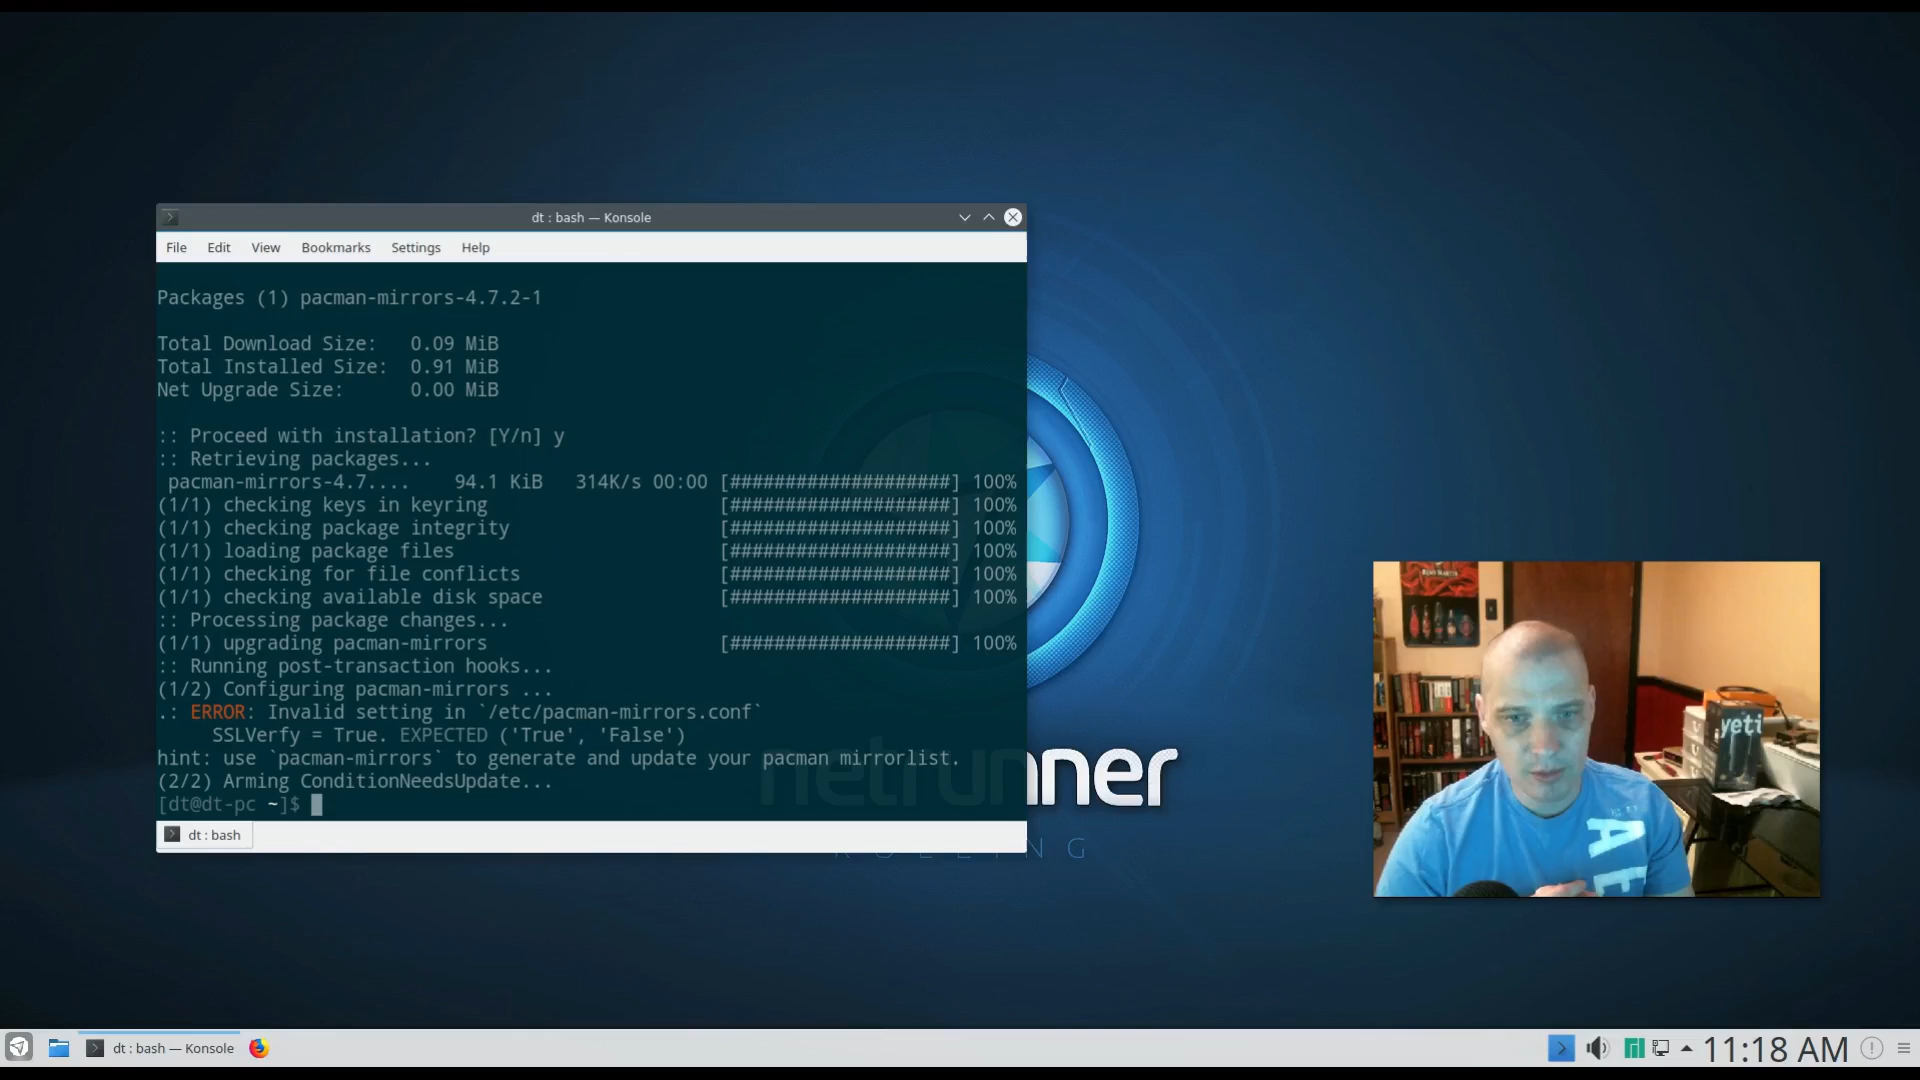 dt : bash — Konsole
File Edit View Bookmarks Settings Help
Packages (1) pacman-mirrors-4.7.2-1
Total Download Size: 0.09 MiB
Total Installed Size: 0.91 MiB
Net Upgrade Size: 0.00 MiB
:: Proceed with installation? [Y/n] y
:: Retrieving packages...
pacman-mirrors-4.7.... 94.1 KiB 314K/s 00:00 [####################] 100%
(1/1) checking keys in keyring [####################] 100%
(1/1) checking package integrity [####################] 100%
(1/1) loading package files [####################] 100%
(1/1) checking for file conflicts [####################] 100%
(1/1) checking available disk space [####################] 100%
:: Processing package changes...
(1/1) upgrading pacman-mirrors [####################] 100%
:: Running post-transaction hooks...
(1/2) Configuring pacman-mirrors ...
.: ERROR: Invalid setting in `/etc/pacman-mirrors.conf`
SSLVerfy = True. EXPECTED ('True', 'False')
hint: use `pacman-mirrors` to generate and update your pacman mirrorlist.
(2/2) Arming ConditionNeedsUpdate...
[dt@dt-pc ~]$
dt : bash
netrunner
ROLLING
yeti
AE
dt : bash — Konsole
11:18 AM